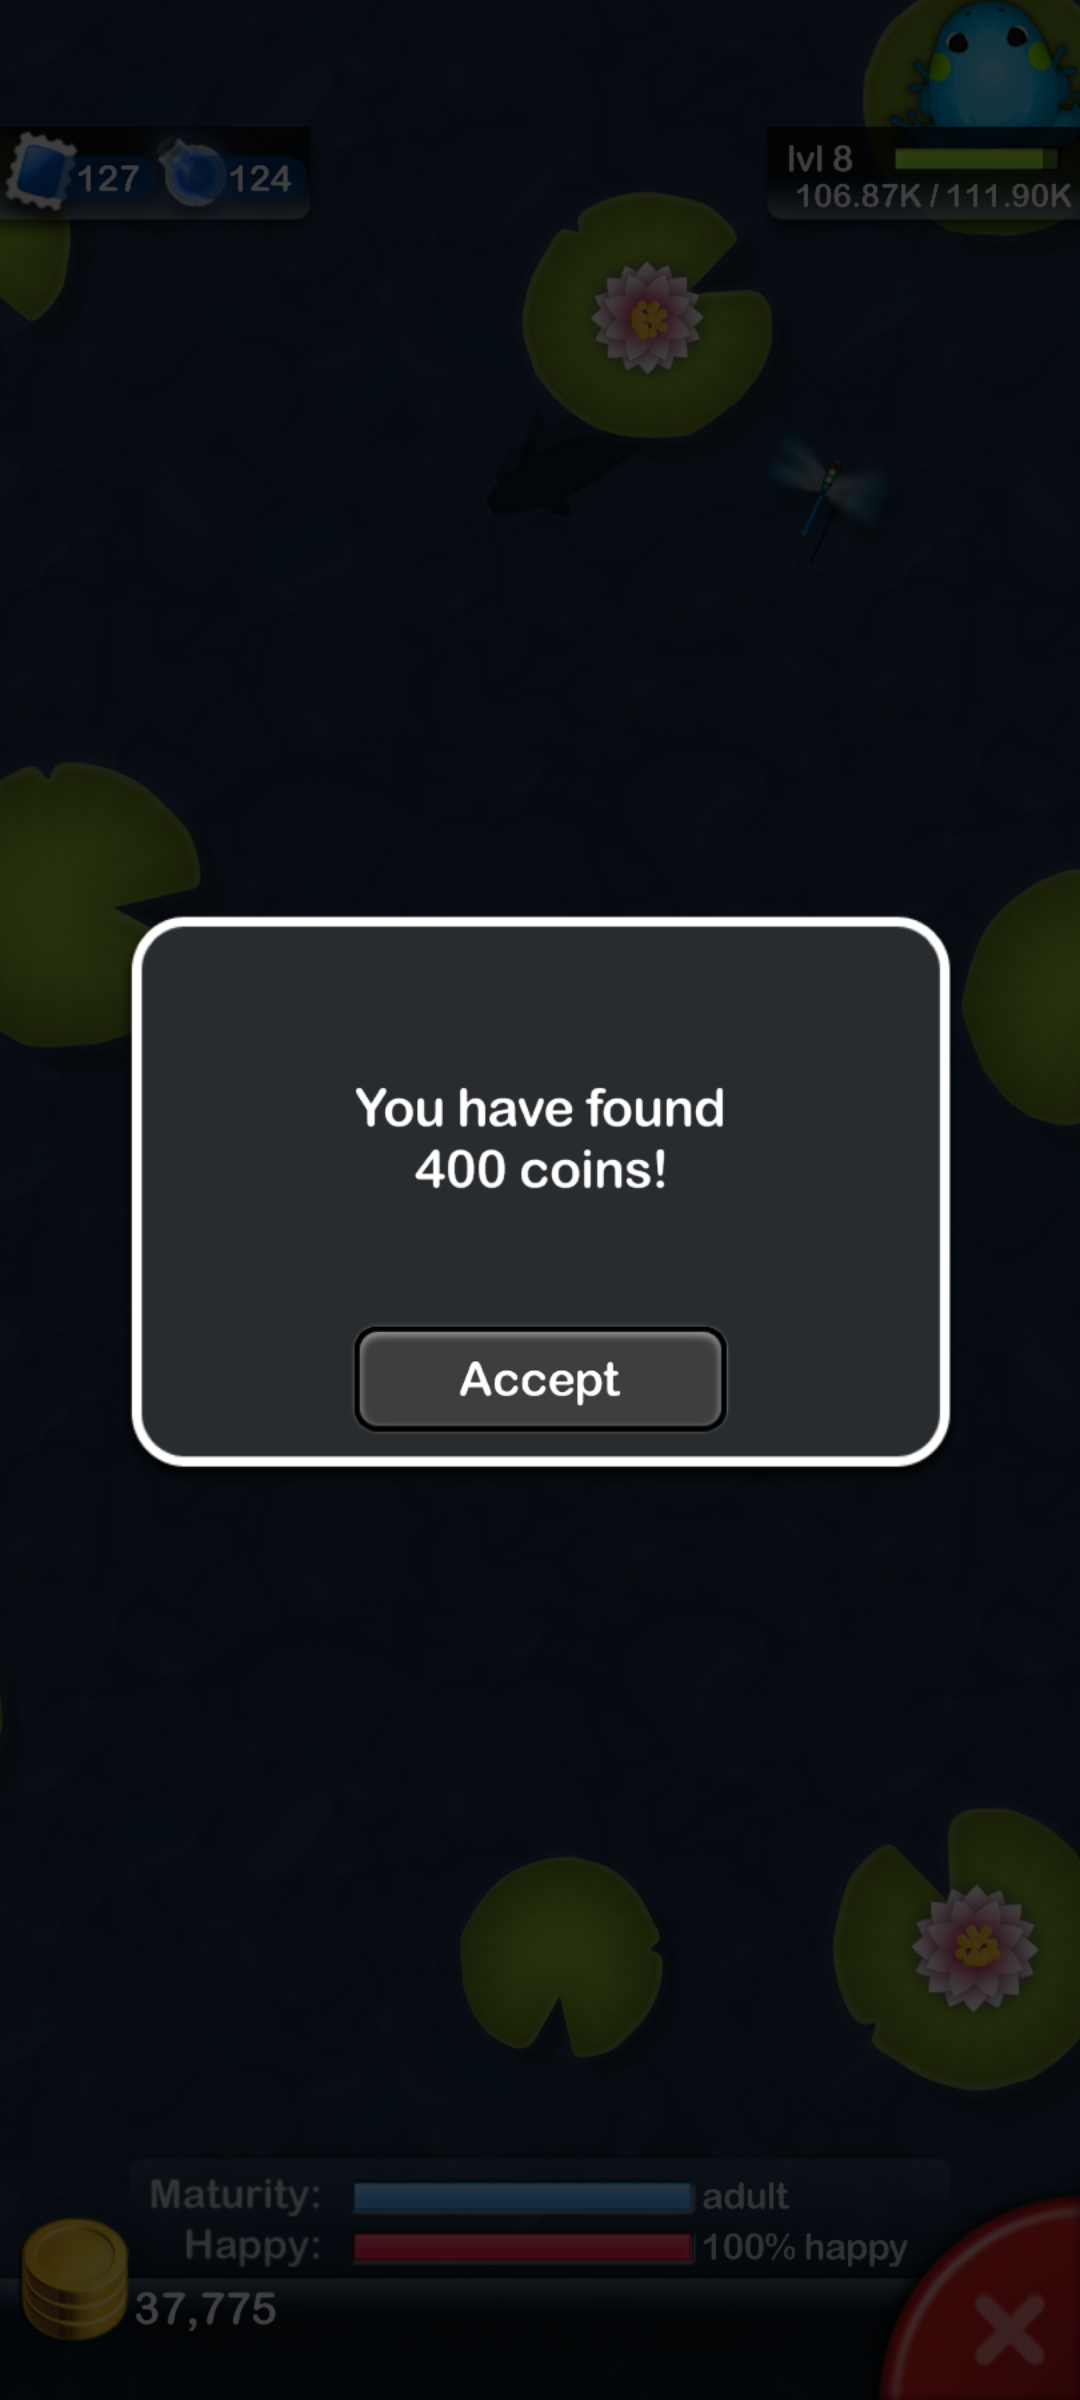 127 124
lvl 8
106.87K / 111.90K
You have found
400 coins!
Accept
Maturity: adult
Happy: 100% happy
37,775